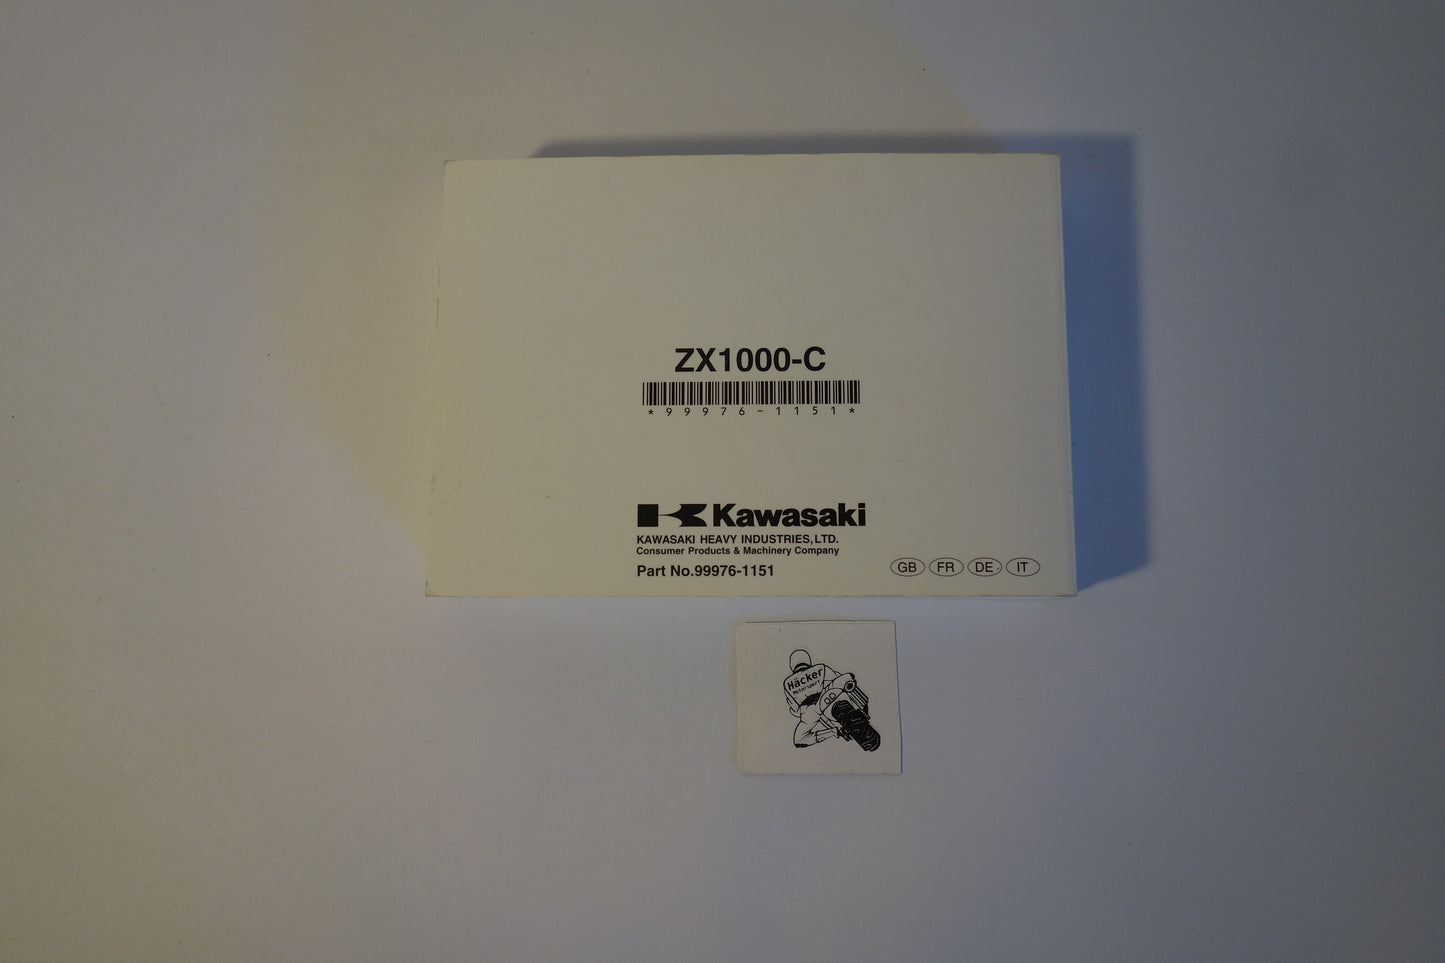 ZX1000-C
*99976-1151*
Kawasaki
KAWASAKI HEAVY INDUSTRIES,LTD.
Consumer Products & Machinery Company
Part No.99976-1151
GB FR DE IT
Häcker
Motorsport